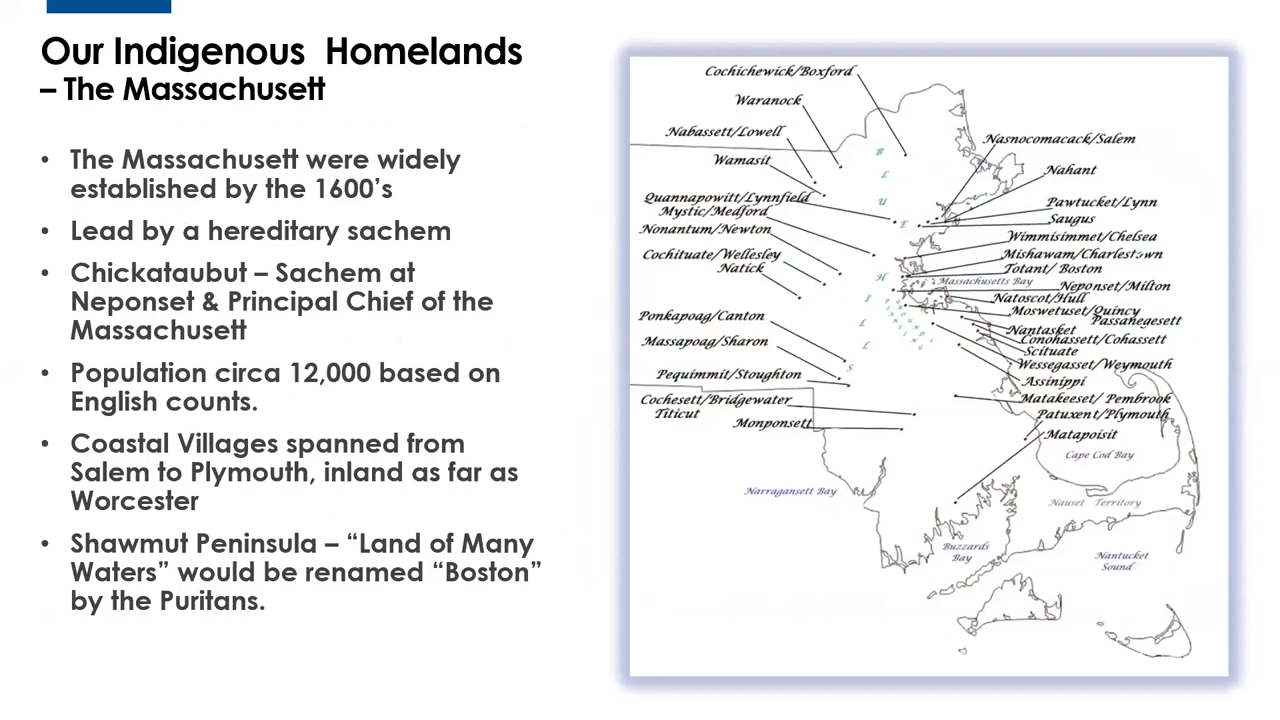 Our Indigenous Homelands
– The Massachusett
• The Massachusett were widely
established by the 1600’s
• Lead by a hereditary sachem
• Chickataubut – Sachem at
Neponset & Principal Chief of the
Massachusett
• Population circa 12,000 based on
English counts.
• Coastal Villages spanned from
Salem to Plymouth, inland as far as
Worcester
• Shawmut Peninsula – “Land of Many
Waters” would be renamed “Boston”
by the Puritans.
Cochichewick/Boxford
Waranock
Nabassett/Lowell
Wamasit
Quannapowitt/Lynnfield
Mystic/Medford
Nonantum/Newton
Cochituate/Wellesley
Natick
Ponkapoag/Canton
Massapoag/Sharon
Pequimmit/Stoughton
Cochesett/Bridgewater
Titicut
Monponsett
BLUE
HILLS
Nasnocomacack/Salem
Nahant
Pawtucket/Lynn
Saugus
Wimmisimmet/Chelsea
Mishawam/Charlestown
Totant/ Boston
Massachusetts Bay
Neponset/Milton
Natoscot/Hull
Moswetuset/Quincy
Passanegesett
Nantasket
Conohassett/Cohassett
Scituate
Wessegasset/Weymouth
Assinippi
Matakeeset/ Pembrook
Patuxent/Plymouth
Matapoisit
Cape Cod Bay
Narragansett Bay
Nauset Territory
Buzzards
Bay
Nantucket
Sound